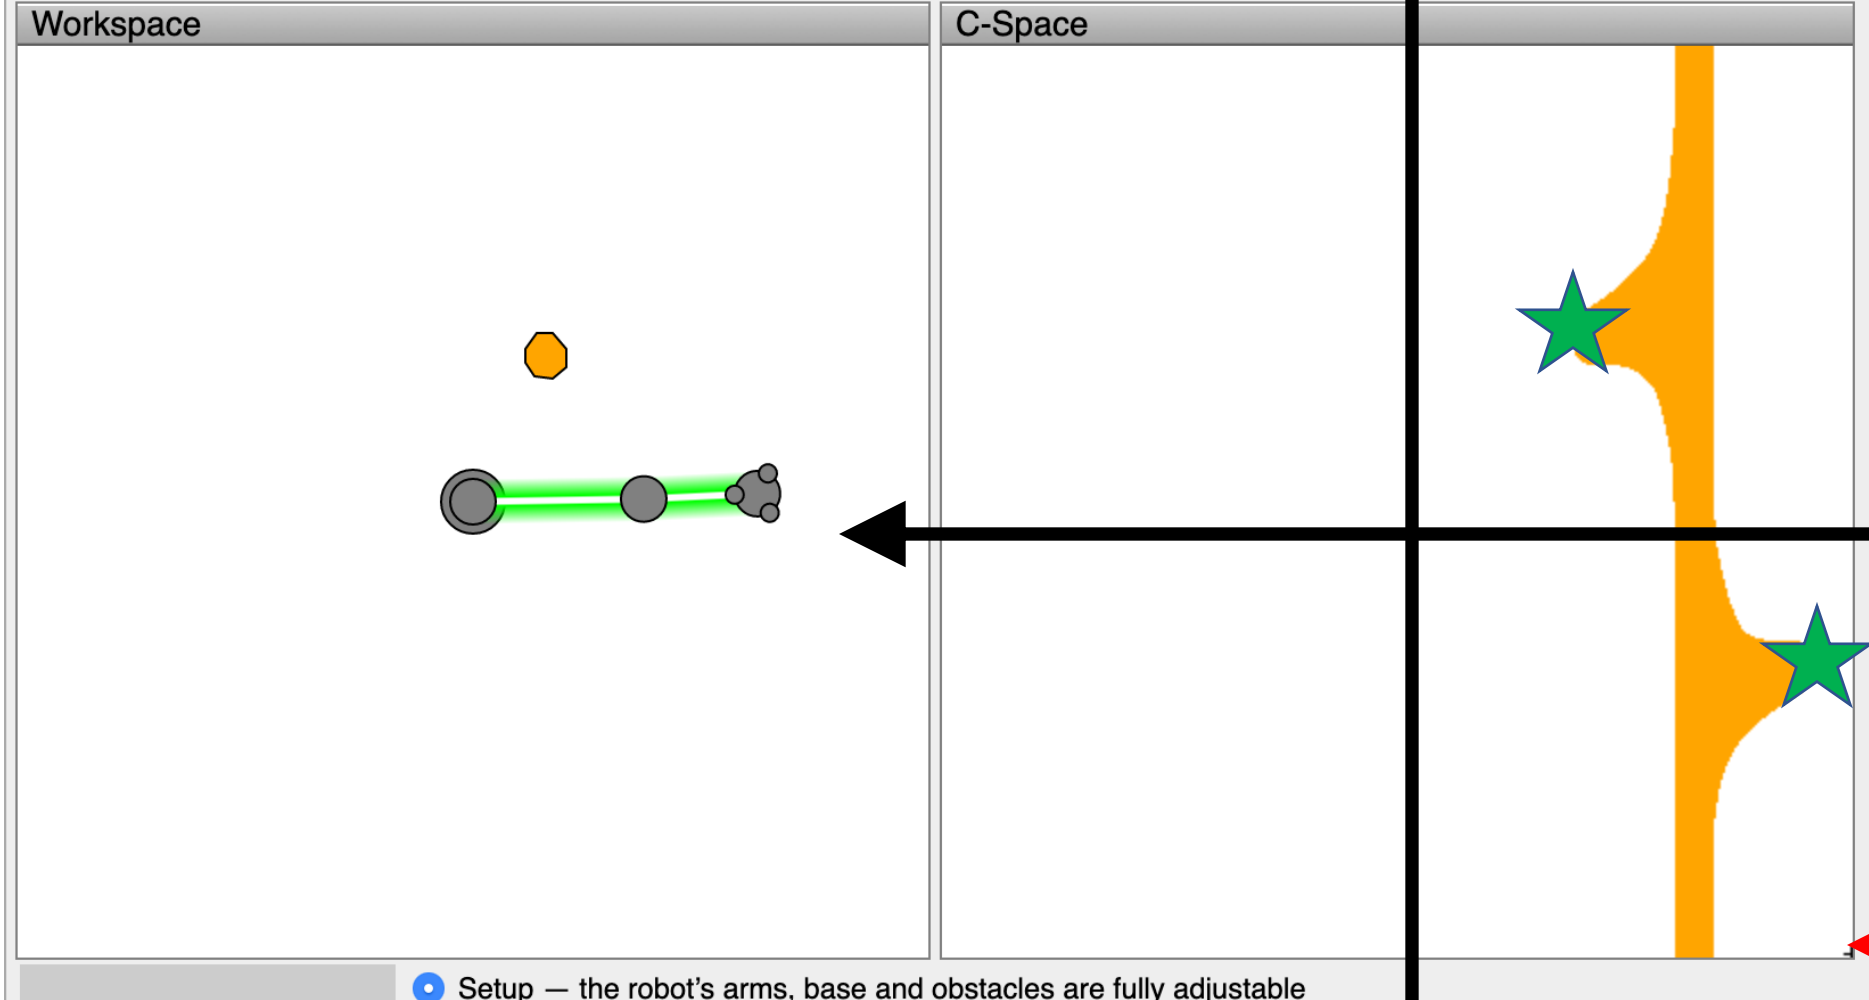 Workspace
C-Space
Setup — the robot's arms, base and obstacles are fully adjustable